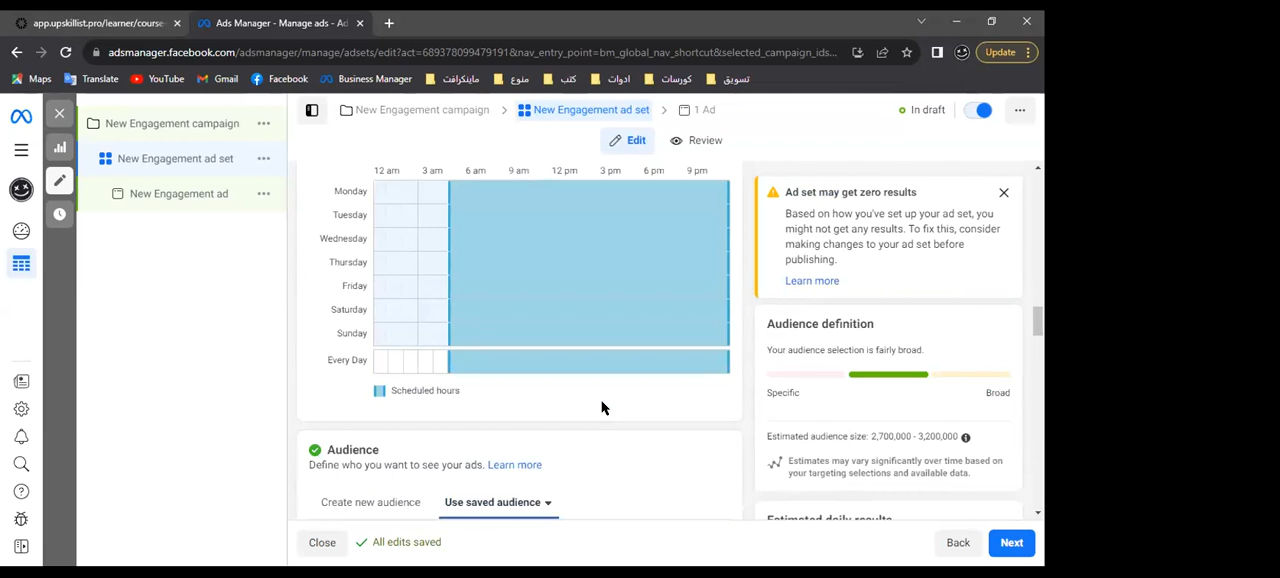 app.upskillist.pro/learner/course
Ads Manager - Manage ads - Ad
adsmanager.facebook.com/adsmanager/manage/adsets/edit?act=689378099479191&nav_entry_point=bm_global_nav_shortcut&selected_campaign_ids...
Update
Maps
Translate
YouTube
Gmail
Facebook
Business Manager
ماينكرافت
منوع
كتب
ادوات
كورسات
تسويق
New Engagement campaign
New Engagement ad set
1 Ad
In draft
Edit
Review
New Engagement campaign
New Engagement ad set
New Engagement ad
12 am 3 am 6 am 9 am 12 pm 3 pm 6 pm 9 pm
Monday
Tuesday
Wednesday
Thursday
Friday
Saturday
Sunday
Every Day
Scheduled hours
Audience
Define who you want to see your ads. Learn more
Create new audience
Use saved audience
Ad set may get zero results
Based on how you've set up your ad set, you
might not get any results. To fix this, consider
making changes to your ad set before
publishing.
Learn more
Audience definition
Your audience selection is fairly broad.
Specific
Broad
Estimated audience size: 2,700,000 - 3,200,000
Estimates may vary significantly over time based on
your targeting selections and available data.
Estimated daily results
Close
All edits saved
Back
Next